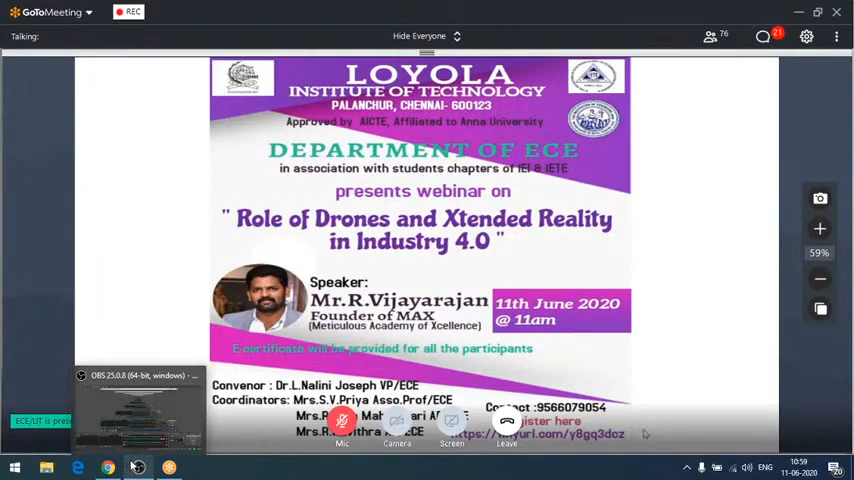 GoToMeeting
REC
Talking:
Hide Everyone
76
21
LOYOLA
INSTITUTE OF TECHNOLOGY
PALANCHUR, CHENNAI- 600123
Approved by AICTE, Affiliated to Anna University
DEPARTMENT OF ECE
in association with students chapters of IEI & IETE
presents webinar on
" Role of Drones and Xtended Reality
in Industry 4.0 "
59%
Speaker:
Mr.R.Vijayarajan
Founder of MAX
(Meticulous Academy of Xcellence)
11th June 2020
@ 11am
E certificate will be provided for all the participants
OBS 25.0.8 (64-bit, windows) - ...
Convenor : Dr.L.Nalini Joseph VP/ECE
Coordinators: Mrs.S.V.Priya Asso.Prof/ECE
Contact :9566079054
ECE/LIT is prese
egister here
https://tinyurl.com/y8gq3dcz
Mic
Camera
Screen
Leave
ENG
10:59
11-06-2020
20